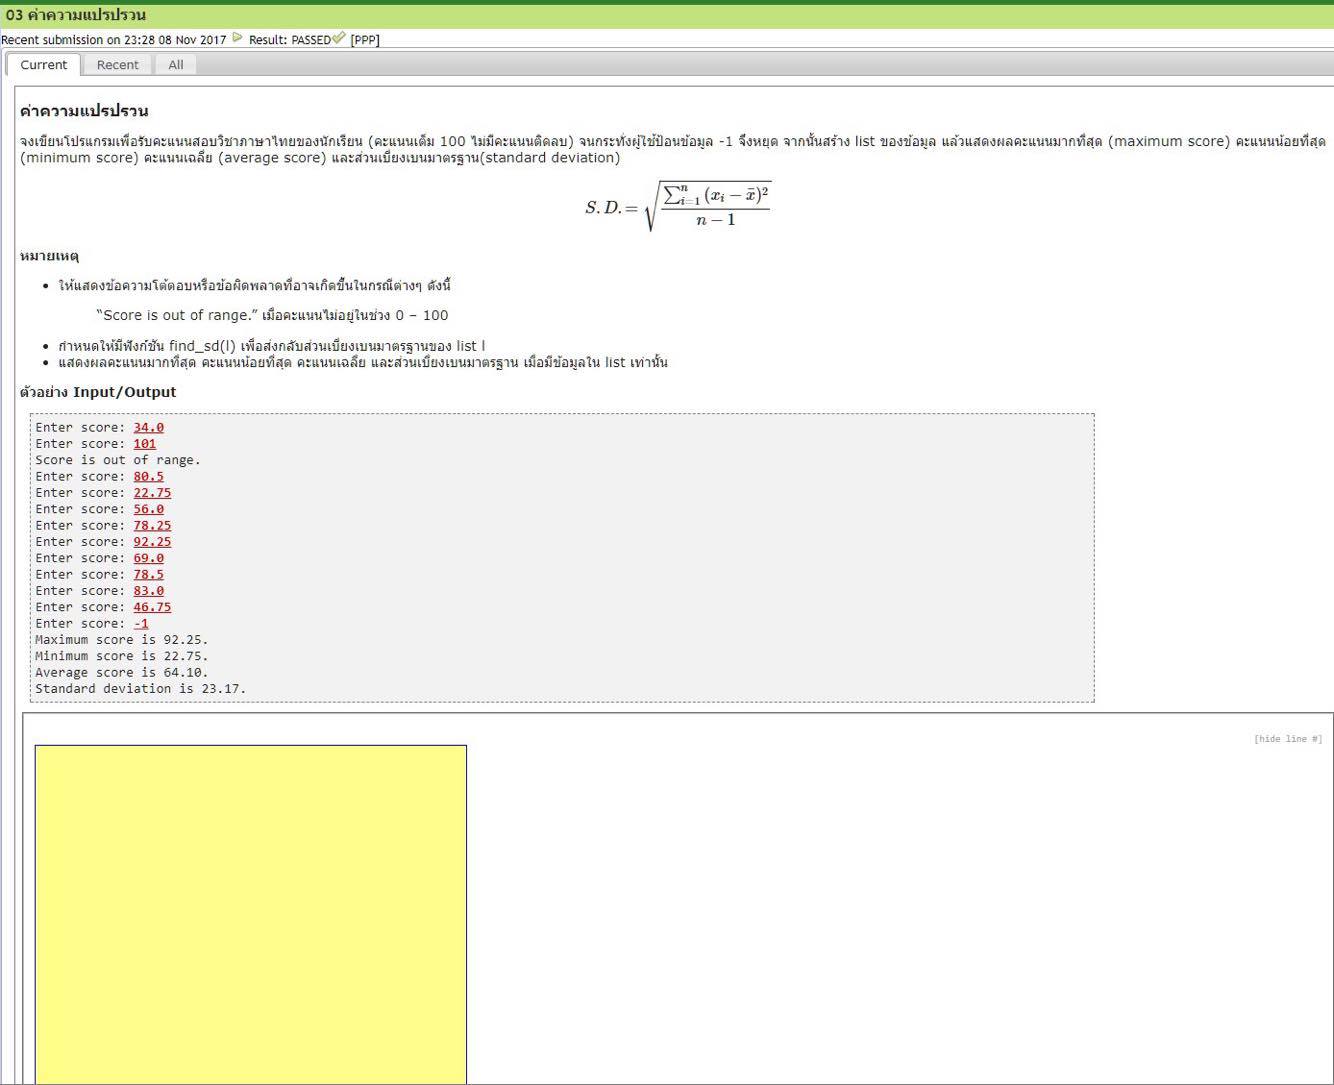 03 ค่าความแปรปรวน
Recent submission on 23:28 08 Nov 2017 Result: PASSED [PPP]
Current Recent All
ค่าความแปรปรวน
จงเขียนโปรแกรมเพื่อรับคะแนนสอบวิชาภาษาไทยของนักเรียน (คะแนนเต็ม 100 ไม่มีคะแนนติดลบ) จนกระทั่งผู้ใช้ป้อนข้อมูล -1 จึงหยุด จากนั้นสร้าง list ของข้อมูล แล้วแสดงผลคะแนนมากที่สุด (maximum score) คะแนนน้อยที่สุด
(minimum score) คะแนนเฉลี่ย (average score) และส่วนเบี่ยงเบนมาตรฐาน(standard deviation)
S.D. = √(∑ⁿᵢ₌₁(xᵢ − x̄)² / n − 1)
หมายเหตุ
• ให้แสดงข้อความโต้ตอบหรือข้อผิดพลาดที่อาจเกิดขึ้นในกรณีต่างๆ ดังนี้
“Score is out of range.” เมื่อคะแนนไม่อยู่ในช่วง 0 – 100
• กำหนดให้มีฟังก์ชัน find_sd(l) เพื่อส่งกลับส่วนเบี่ยงเบนมาตรฐานของ list l
• แสดงผลคะแนนมากที่สุด คะแนนน้อยที่สุด คะแนนเฉลี่ย และส่วนเบี่ยงเบนมาตรฐาน เมื่อมีข้อมูลใน list เท่านั้น
ตัวอย่าง Input/Output
Enter score: 34.0
Enter score: 101
Score is out of range.
Enter score: 80.5
Enter score: 22.75
Enter score: 56.0
Enter score: 78.25
Enter score: 92.25
Enter score: 69.0
Enter score: 78.5
Enter score: 83.0
Enter score: 46.75
Enter score: -1
Maximum score is 92.25.
Minimum score is 22.75.
Average score is 64.10.
Standard deviation is 23.17.
[hide line #]